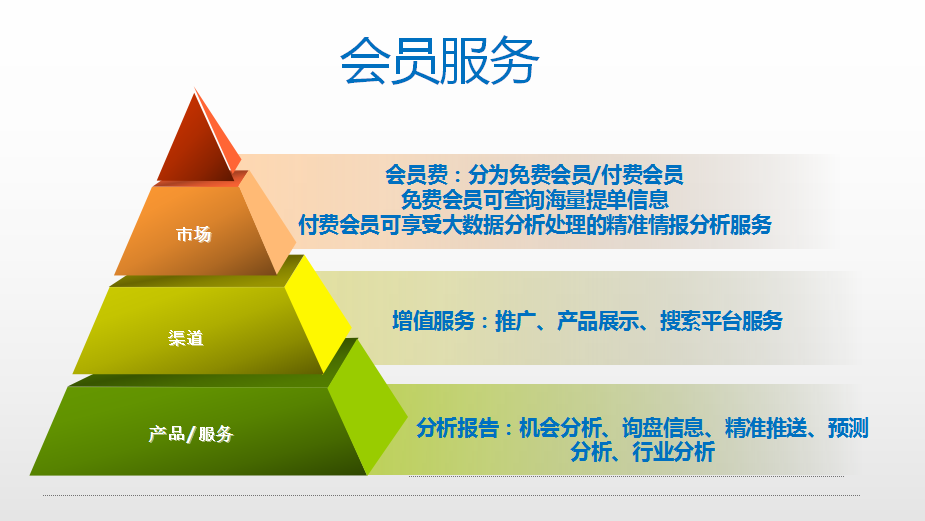 会员服务
会员费：分为免费会员/付费会员
免费会员可查询海量提单信息
付费会员可享受大数据分析处理的精准情报分析服务
市场
增值服务：推广、产品展示、搜索平台服务
渠道
分析报告：机会分析、询盘信息、精准推送、预测
分析、行业分析
产品/服务